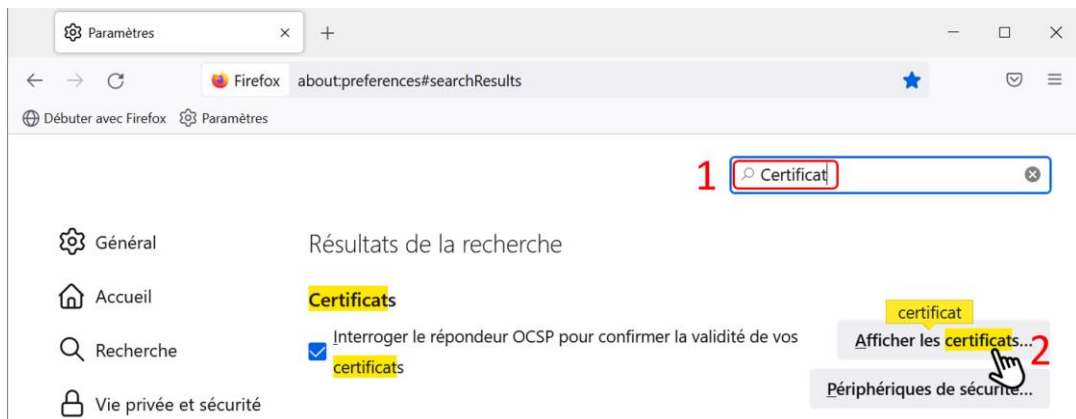 Paramètres
Firefox about:preferences#searchResults
Débuter avec Firefox Paramètres
1 Certificat
Général
Résultats de la recherche
Accueil
Certificats
certificat
Interroger le répondeur OCSP pour confirmer la validité de vos
certificats
Afficher les certificats... 2
Recherche
Périphériques de sécurité...
Vie privée et sécurité